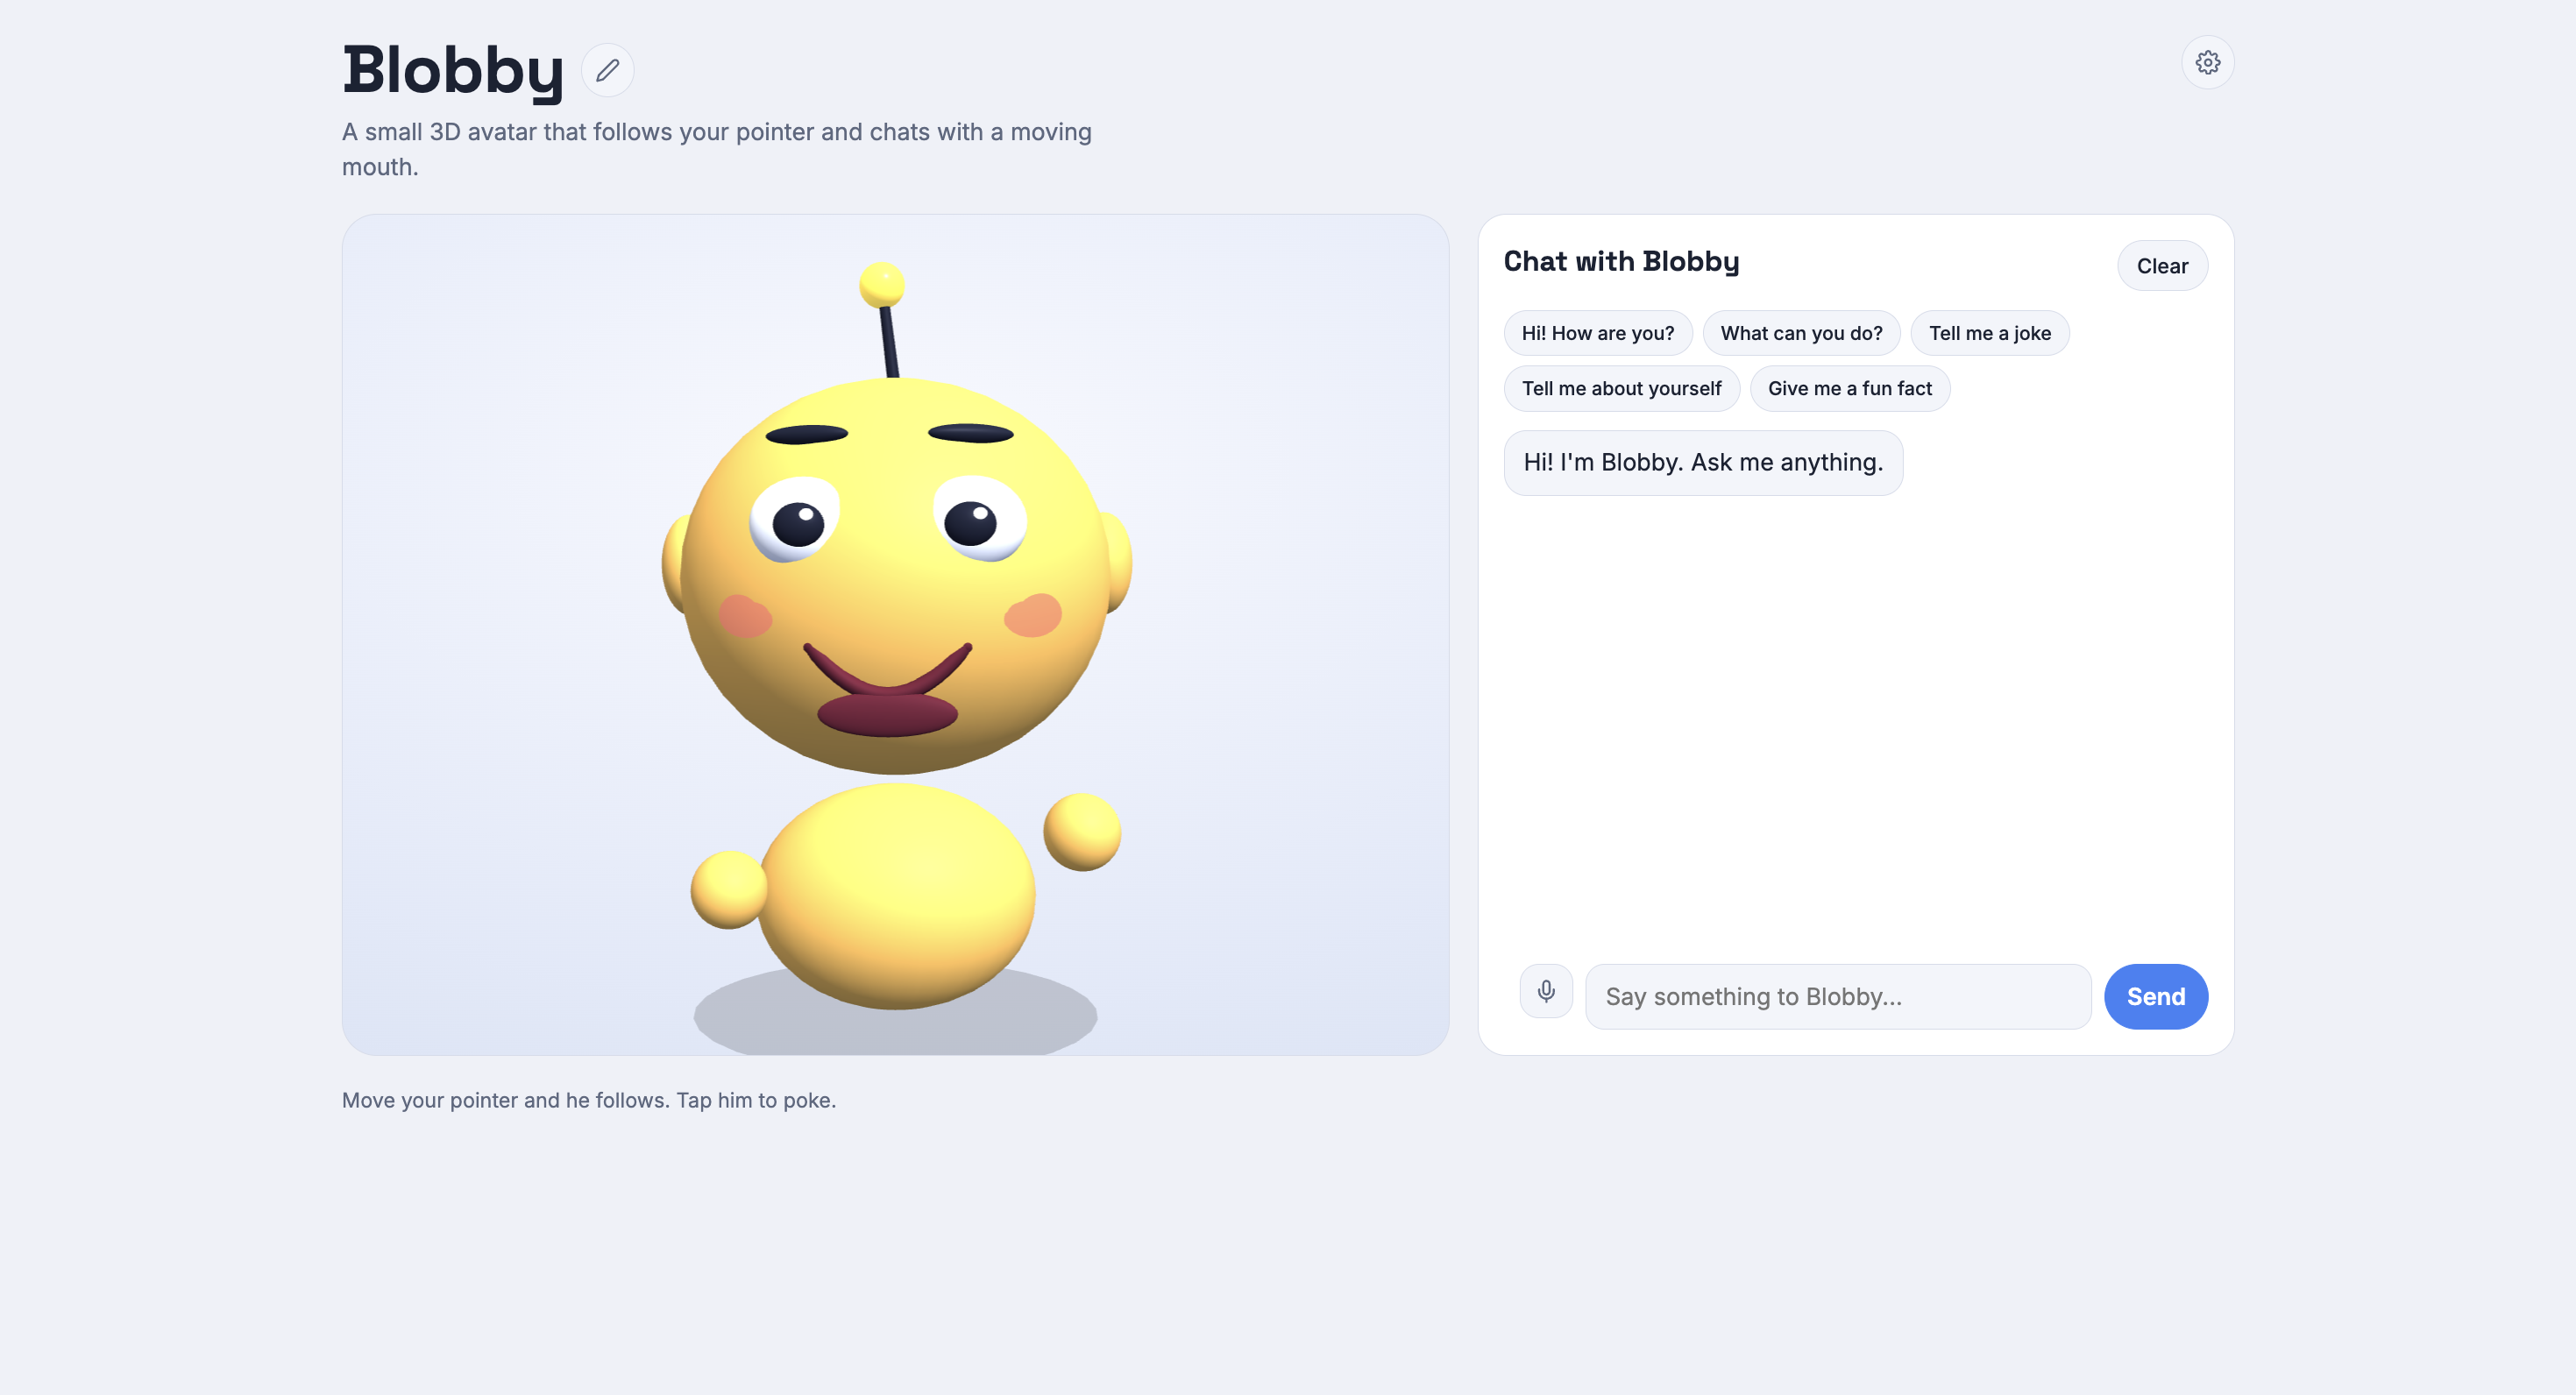 Blobby
A small 3D avatar that follows your pointer and chats with a moving
mouth.
Chat with Blobby
Clear
Hi! How are you?
What can you do?
Tell me a joke
Tell me about yourself
Give me a fun fact
Hi! I'm Blobby. Ask me anything.
Say something to Blobby...
Send
Move your pointer and he follows. Tap him to poke.